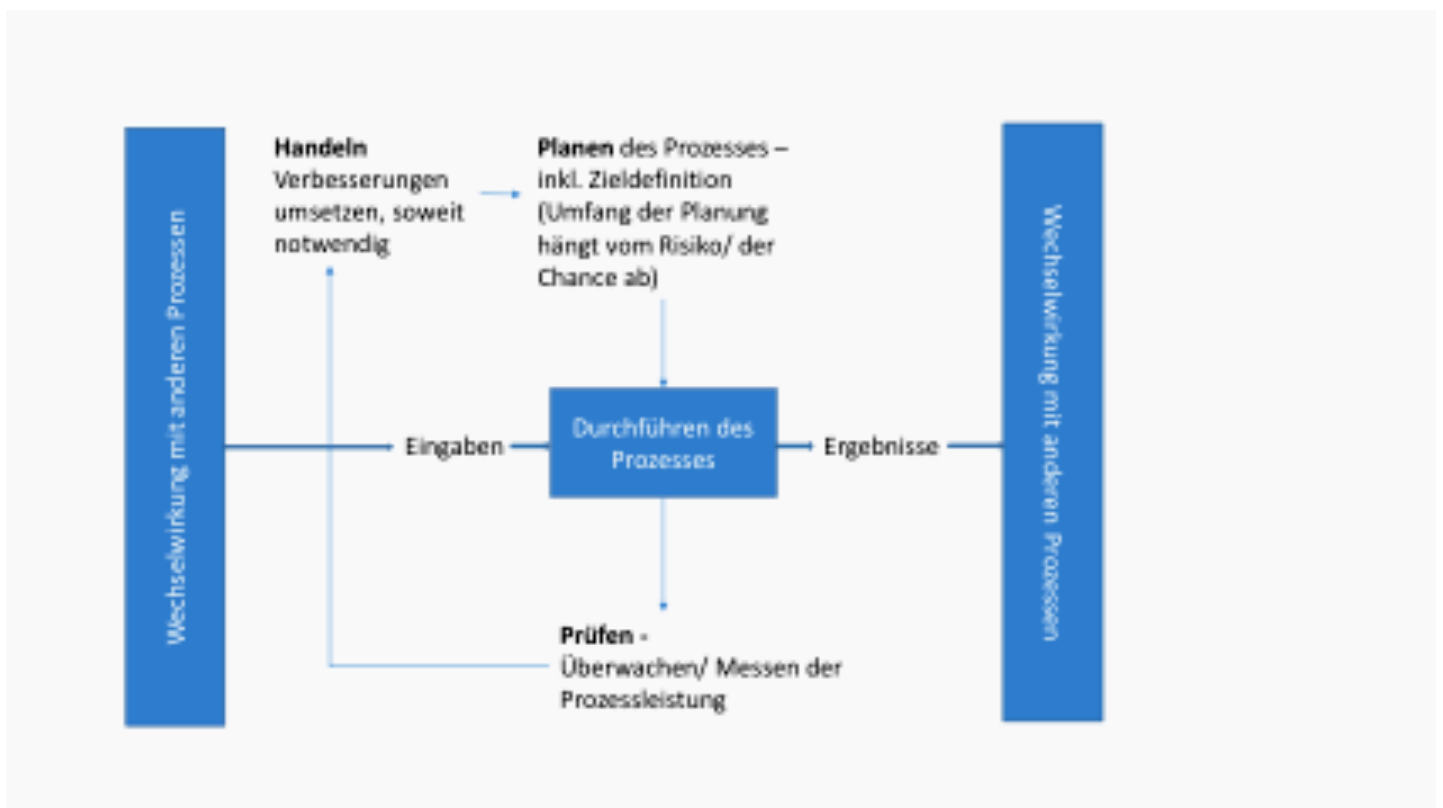 Wechselwirkung mit anderen Prozessen
Handeln
Verbesserungen
umsetzen, soweit
notwendig
Planen des Prozesses –
inkl. Zieldefinition
(Umfang der Planung
hängt vom Risiko/ der
Chance ab)
Eingaben
Durchführen des
Prozesses
Ergebnisse
Prüfen -
Überwachen/ Messen der
Prozessleistung
Wechselwirkung mit anderen Prozessen